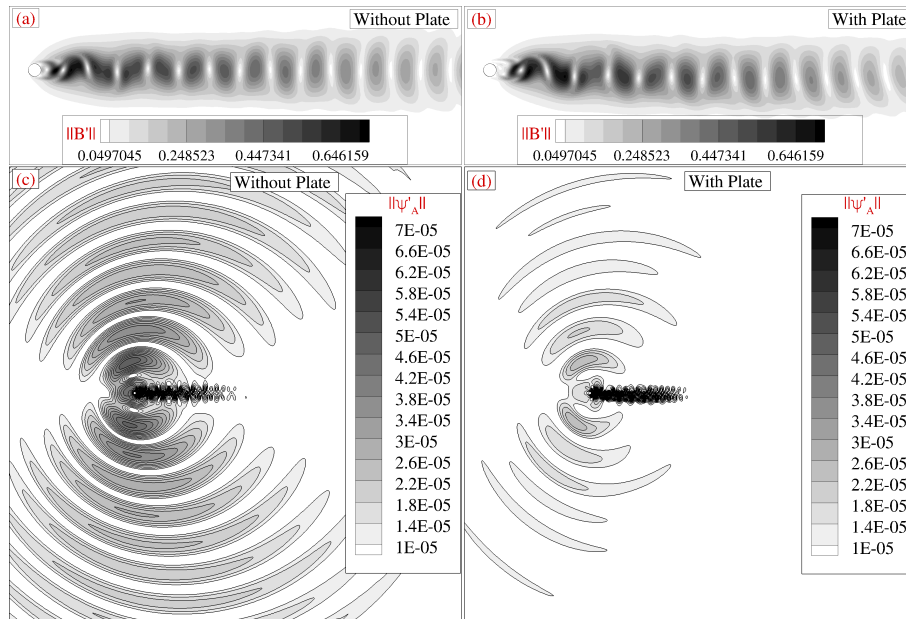 (a)
Without Plate
||B'||
0.0497045 0.248523 0.447341 0.646159
(b)
With Plate
||B'||
0.0497045 0.248523 0.447341 0.646159
(c)
Without Plate
||ψ'A||
7E-05
6.6E-05
6.2E-05
5.8E-05
5.4E-05
5E-05
4.6E-05
4.2E-05
3.8E-05
3.4E-05
3E-05
2.6E-05
2.2E-05
1.8E-05
1.4E-05
1E-05
(d)
With Plate
||ψ'A||
7E-05
6.6E-05
6.2E-05
5.8E-05
5.4E-05
5E-05
4.6E-05
4.2E-05
3.8E-05
3.4E-05
3E-05
2.6E-05
2.2E-05
1.8E-05
1.4E-05
1E-05